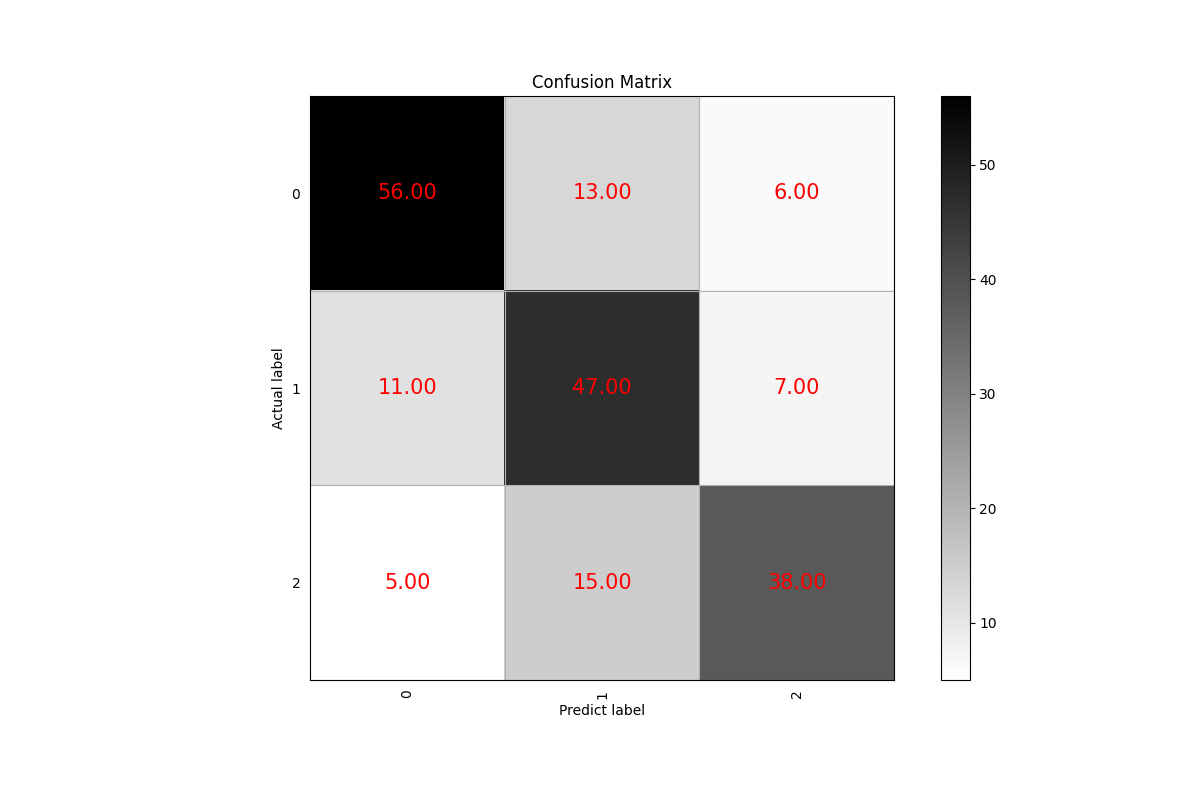 Confusion Matrix
0 56.00 13.00 6.00
1 11.00 47.00 7.00
2 5.00 15.00 38.00
0 1 2
Predict label
Actual label
50
40
30
20
10